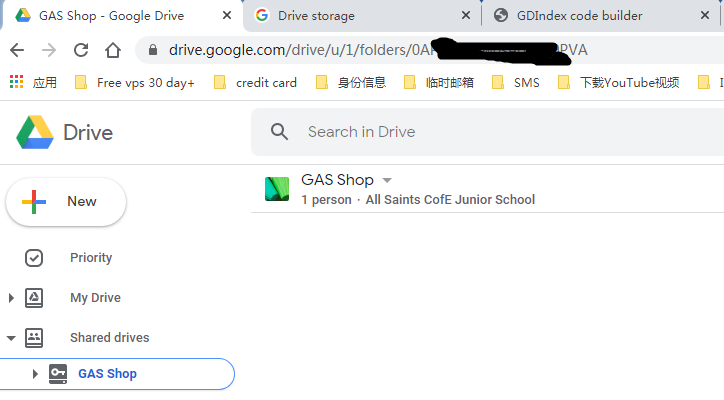 GAS Shop - Google Drive
Drive storage
GDIndex code builder
drive.google.com/drive/u/1/folders/0A
PVA
应用
Free vps 30 day+
credit card
身份信息
临时邮箱
SMS
下载YouTube视频
Drive
Search in Drive
GAS Shop
1 person · All Saints CofE Junior School
New
Priority
My Drive
Shared drives
GAS Shop